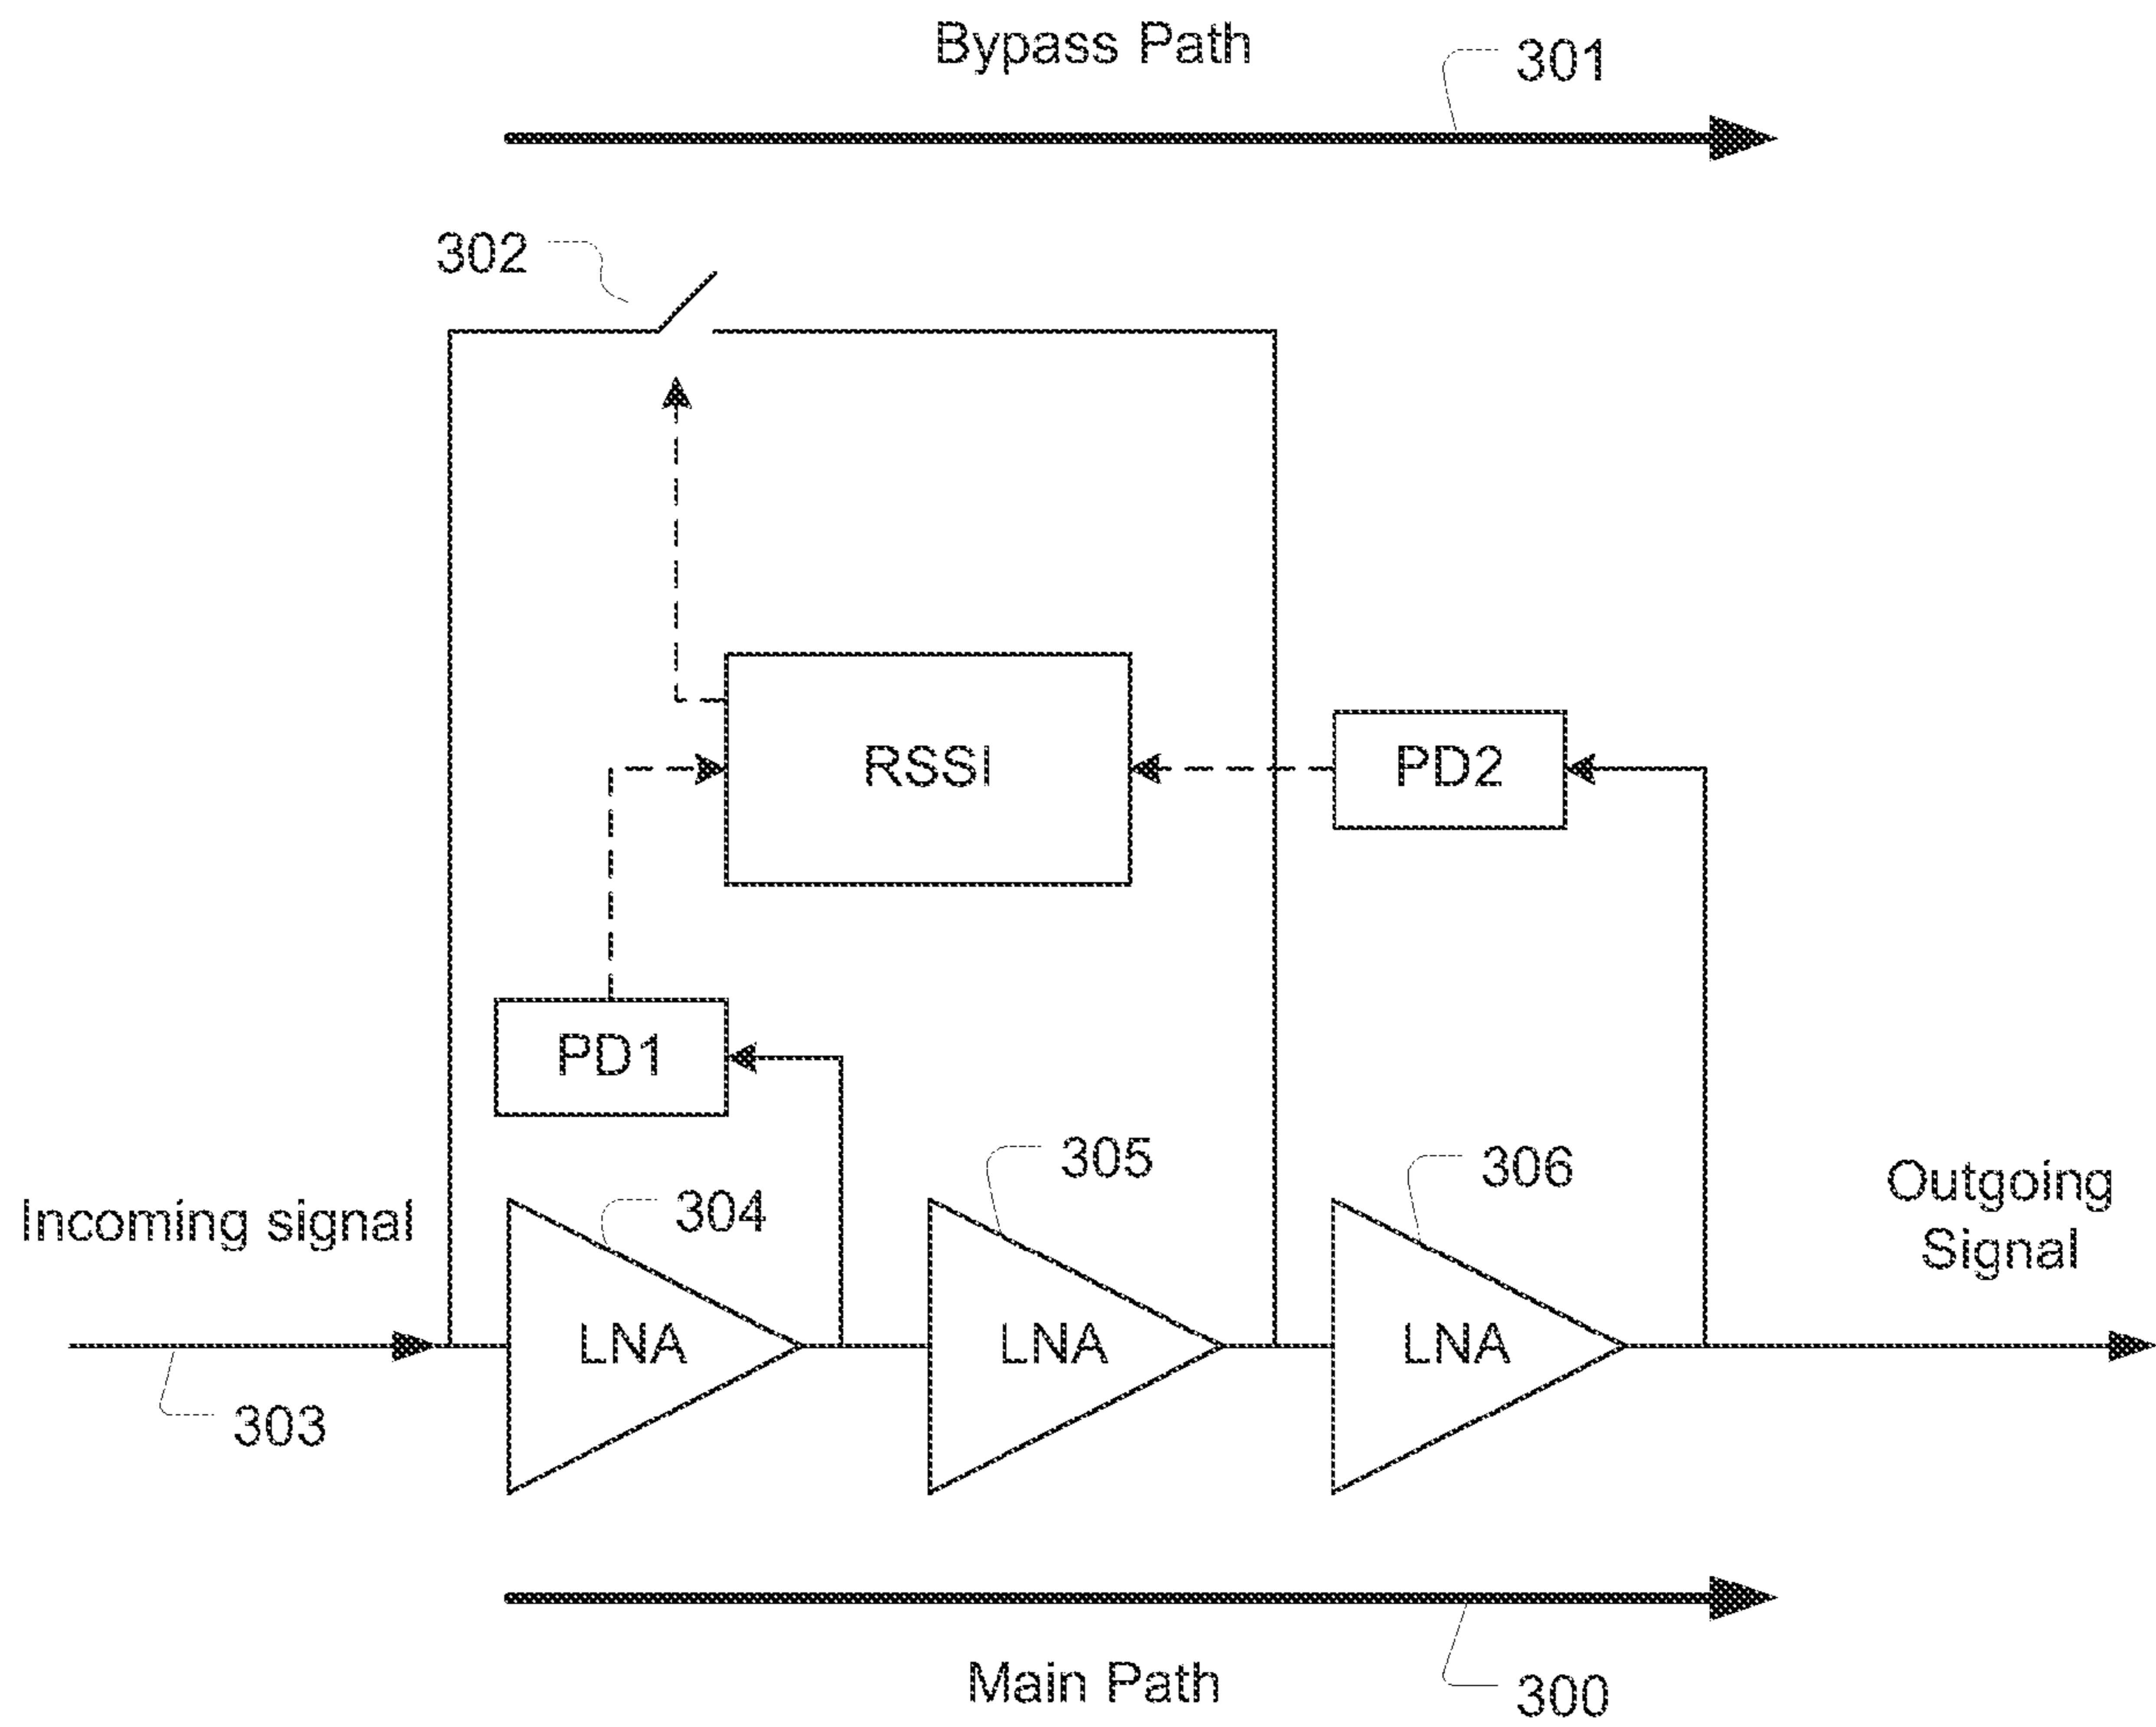 Bypass Path
301
302
RSSI
PD2
PD1
305
306
304
Incoming signal
Outgoing
Signal
LNA
LNA
LNA
303
Main Path
300